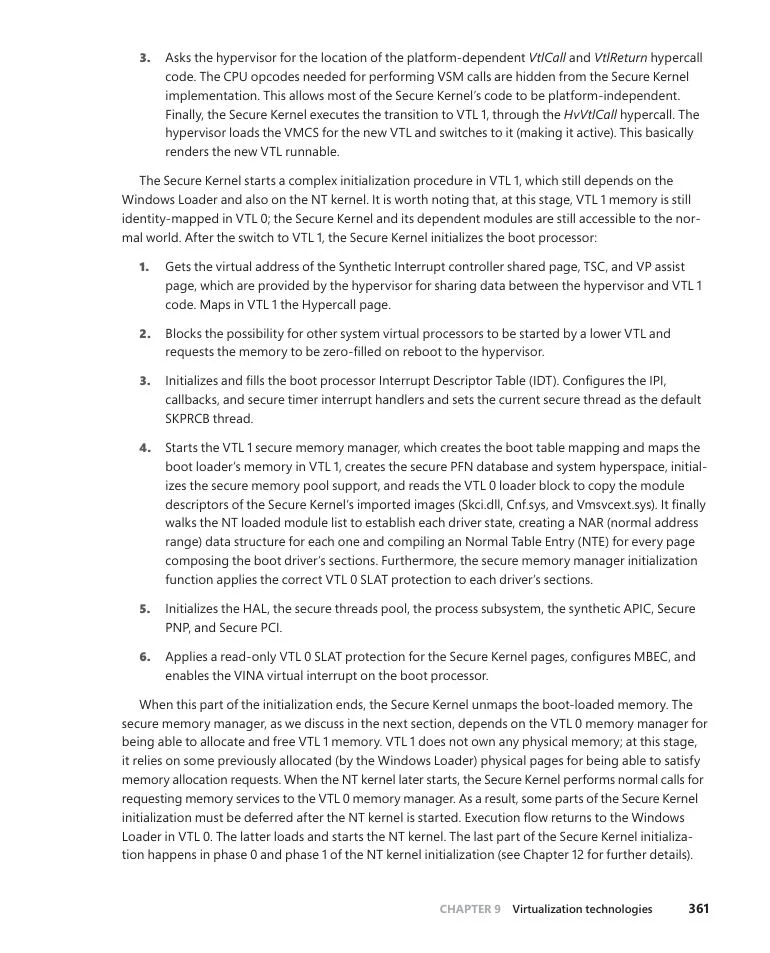 3. Asks the hypervisor for the location of the platform-dependent VtlCall and VtlReturn hypercall
code. The CPU opcodes needed for performing VSM calls are hidden from the Secure Kernel
implementation. This allows most of the Secure Kernel's code to be platform-independent.
Finally, the Secure Kernel executes the transition to VTL 1, through the HvVtlCall hypercall. The
hypervisor loads the VMCS for the new VTL and switches to it (making it active). This basically
renders the new VTL runnable.
The Secure Kernel starts a complex initialization procedure in VTL 1, which still depends on the
Windows Loader and also on the NT kernel. It is worth noting that, at this stage, VTL 1 memory is still
identity-mapped in VTL 0; the Secure Kernel and its dependent modules are still accessible to the nor-
mal world. After the switch to VTL 1, the Secure Kernel initializes the boot processor:
1. Gets the virtual address of the Synthetic Interrupt controller shared page, TSC, and VP assist
page, which are provided by the hypervisor for sharing data between the hypervisor and VTL 1
code. Maps in VTL 1 the Hypercall page.
2. Blocks the possibility for other system virtual processors to be started by a lower VTL and
requests the memory to be zero-filled on reboot to the hypervisor.
3. Initializes and fills the boot processor Interrupt Descriptor Table (IDT). Configures the IPI,
callbacks, and secure timer interrupt handlers and sets the current secure thread as the default
SKPRCB thread.
4. Starts the VTL 1 secure memory manager, which creates the boot table mapping and maps the
boot loader's memory in VTL 1, creates the secure PFN database and system hyperspace, initial-
izes the secure memory pool support, and reads the VTL 0 loader block to copy the module
descriptors of the Secure Kernel's imported images (Skci.dll, Cnf.sys, and Vmsvcext.sys). It finally
walks the NT loaded module list to establish each driver state, creating a NAR (normal address
range) data structure for each one and compiling an Normal Table Entry (NTE) for every page
composing the boot driver's sections. Furthermore, the secure memory manager initialization
function applies the correct VTL 0 SLAT protection to each driver's sections.
5. Initializes the HAL, the secure threads pool, the process subsystem, the synthetic APIC, Secure
PNP, and Secure PCI.
6. Applies a read-only VTL 0 SLAT protection for the Secure Kernel pages, configures MBEC, and
enables the VINA virtual interrupt on the boot processor.
When this part of the initialization ends, the Secure Kernel unmaps the boot-loaded memory. The
secure memory manager, as we discuss in the next section, depends on the VTL 0 memory manager for
being able to allocate and free VTL 1 memory. VTL 1 does not own any physical memory; at this stage,
it relies on some previously allocated (by the Windows Loader) physical pages for being able to satisfy
memory allocation requests. When the NT kernel later starts, the Secure Kernel performs normal calls for
requesting memory services to the VTL 0 memory manager. As a result, some parts of the Secure Kernel
initialization must be deferred after the NT kernel is started. Execution flow returns to the Windows
Loader in VTL 0. The latter loads and starts the NT kernel. The last part of the Secure Kernel initializa-
tion happens in phase 0 and phase 1 of the NT kernel initialization (see Chapter 12 for further details).
CHAPTER 9 Virtualization technologies 361